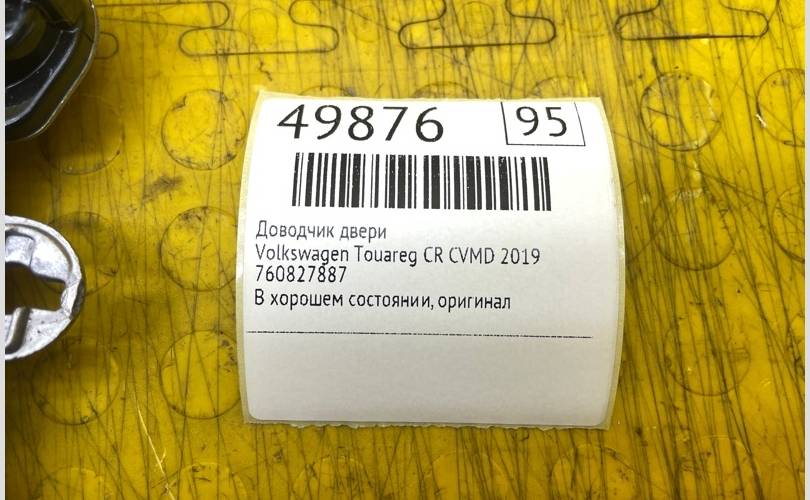 49876 95
Доводчик двери
Volkswagen Touareg CR CVMD 2019
760827887
В хорошем состоянии, оригинал